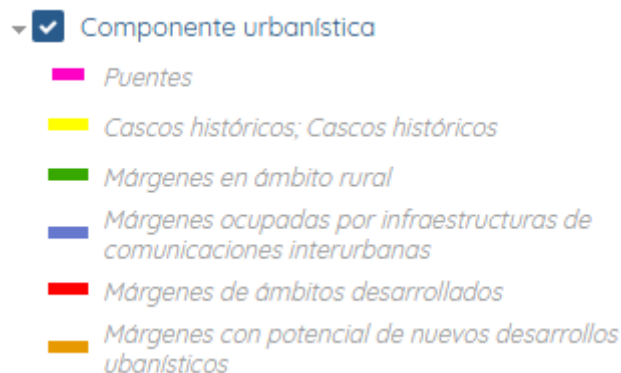 Componente urbanística
Puentes
Cascos históricos; Cascos históricos
Márgenes en ámbito rural
Márgenes ocupadas por infraestructuras de
comunicaciones interurbanas
Márgenes de ámbitos desarrollados
Márgenes con potencial de nuevos desarrollos
ubanísticos